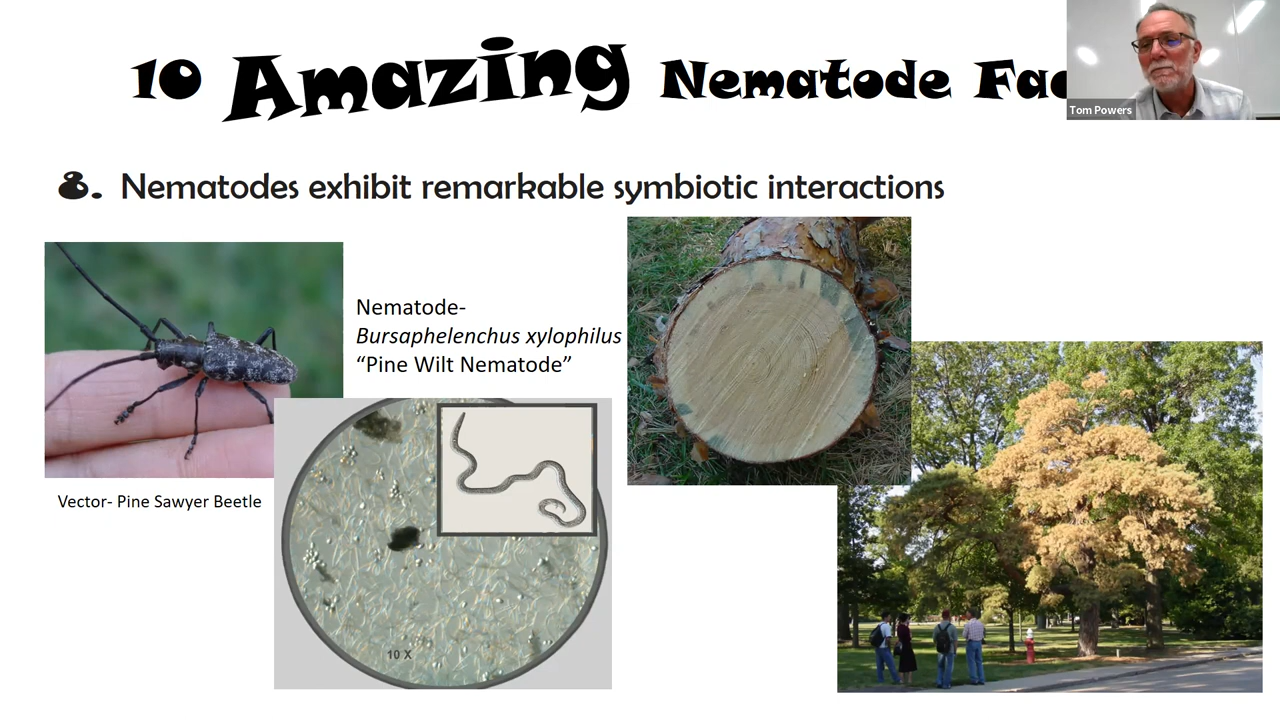 10 Amazing Nematode Fac
Tom Powers
8. Nematodes exhibit remarkable symbiotic interactions
Nematode-
Bursaphelenchus xylophilus
“Pine Wilt Nematode”
Vector- Pine Sawyer Beetle
10 X